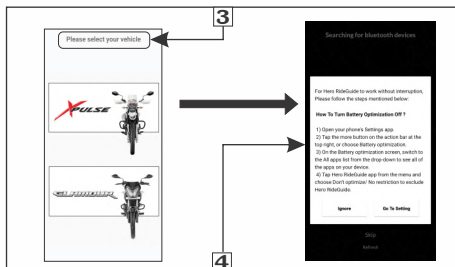 3
Please select your vehicle
XPULSE
GLAMOUR
Searching for bluetooth devices
For Hero RideGuide to work without interruption,
Please follow the steps mentioned below:
How To Turn Battery Optimization Off ?
1) Open your phone's Settings app.
2) Tap the more button on the action bar at the
top right, or choose Battery optimization.
3) On the Battery optimization screen, switch to
the All apps list from the drop-down to see all of
the apps on your device.
4) Tap Hero RideGuide app from the menu and
choose Don't optimize/ No restriction to exclude
Hero RideGuide.
Ignore Go To Setting
Skip
Refresh
4